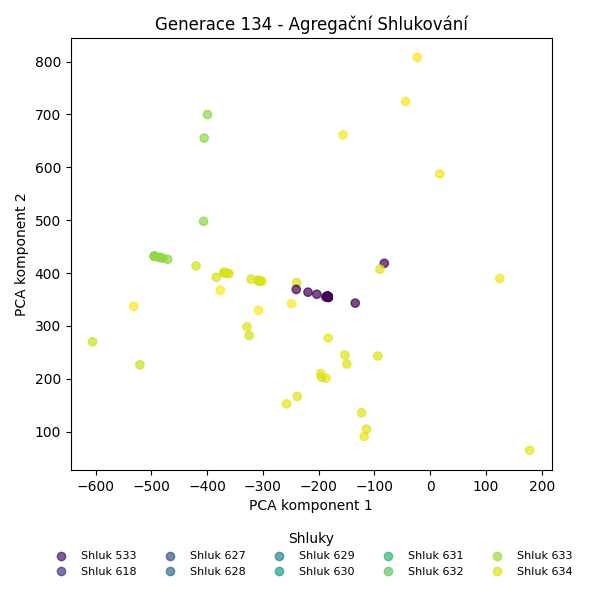 Generace 134 - Agregační Shlukování
800
700
600
500
400
300
200
100
PCA komponent 2
−600 −500 −400 −300 −200 −100 0 100 200
PCA komponent 1
Shluky
Shluk 533 Shluk 627 Shluk 629 Shluk 631 Shluk 633
Shluk 618 Shluk 628 Shluk 630 Shluk 632 Shluk 634